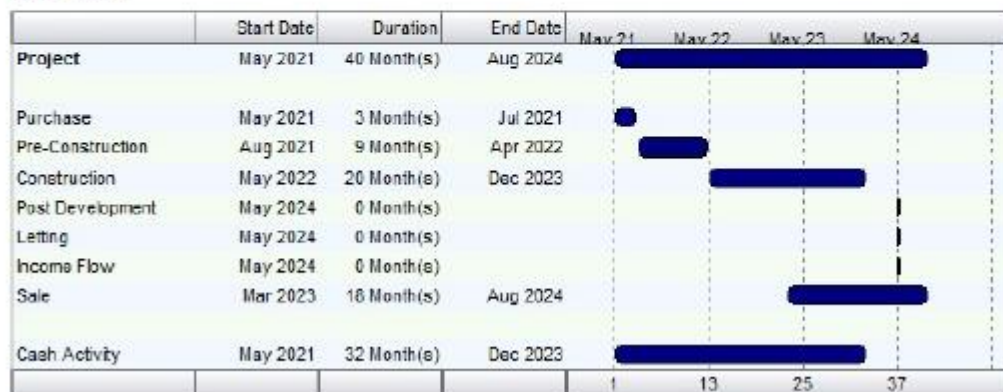 Start Date Duration End Date May 21 May 22 May 23 May 24
Project May 2021 40 Month(s) Aug 2024
Purchase May 2021 3 Month(s) Jul 2021
Pre-Construction Aug 2021 9 Month(s) Apr 2022
Construction May 2022 20 Month(s) Dec 2023
Post Development May 2024 0 Month(s)
Letting May 2024 0 Month(s)
Income Flow May 2024 0 Month(s)
Sale Mar 2023 18 Month(s) Aug 2024
Cash Activity May 2021 32 Month(s) Dec 2023
1 13 25 37